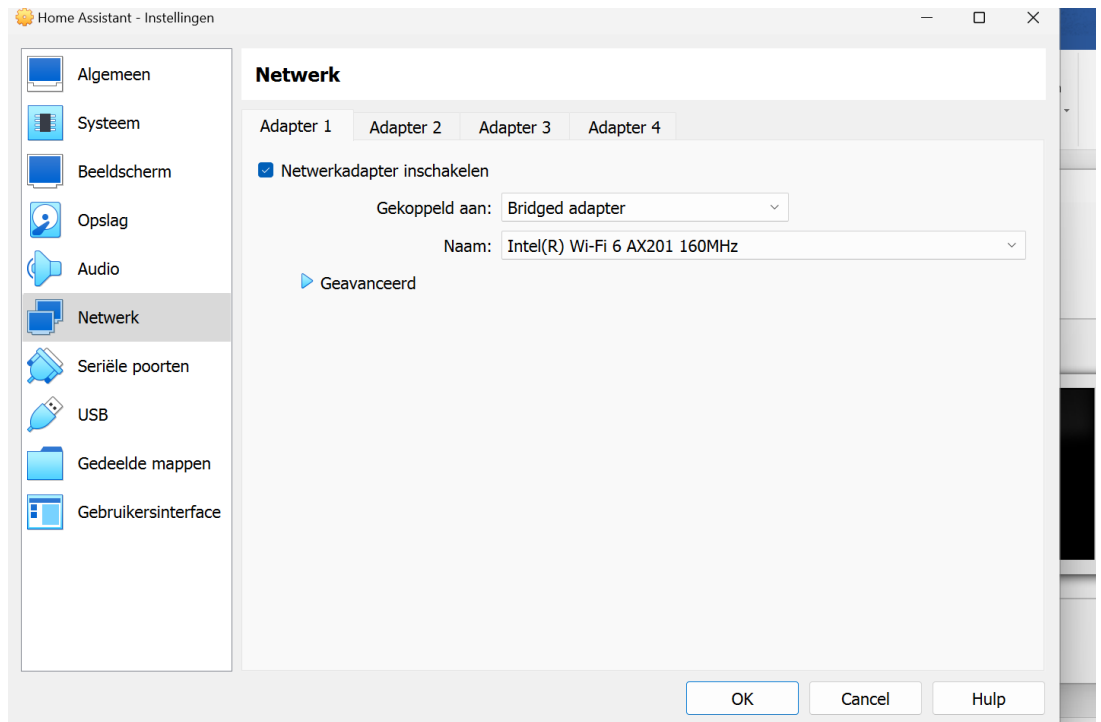 Home Assistant - Instellingen
Algemeen
Systeem
Beeldscherm
Opslag
Audio
Netwerk
Seriële poorten
USB
Gedeelde mappen
Gebruikersinterface
Netwerk
Adapter 1 Adapter 2 Adapter 3 Adapter 4
Netwerkadapter inschakelen
Gekoppeld aan: Bridged adapter
Naam: Intel(R) Wi-Fi 6 AX201 160MHz
Geavanceerd
OK Cancel Hulp